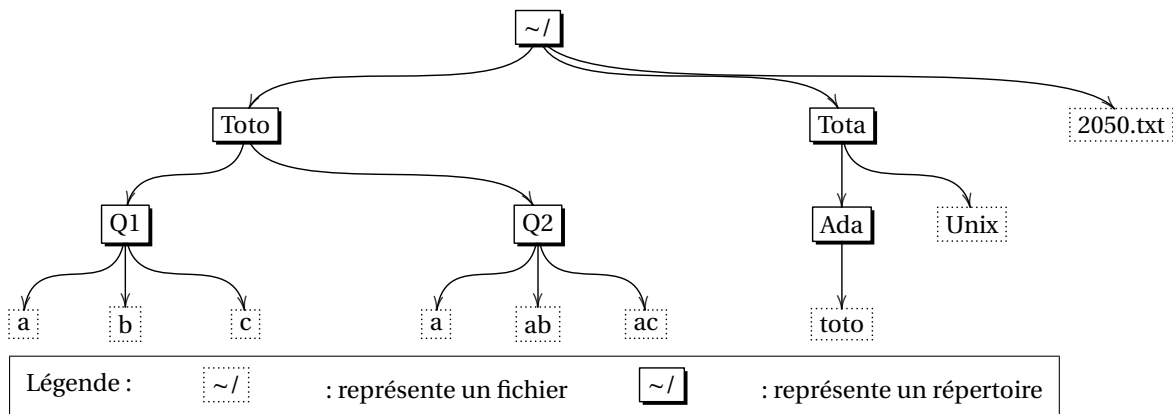 ~/
Toto Tota 2050.txt
Q1 Q2 Ada Unix
a b c a ab ac toto
Légende : ~/ : représente un fichier ~/ : représente un répertoire